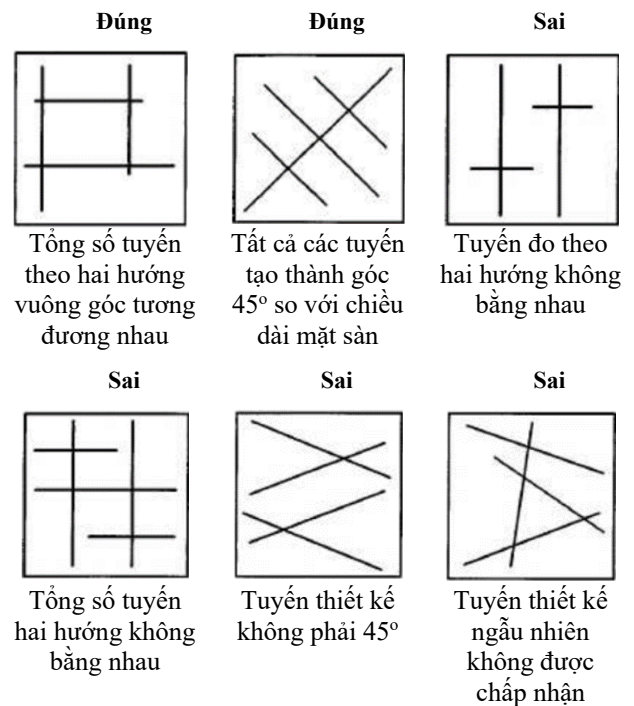 Đúng
Đúng
Sai
Tổng số tuyến
theo hai hướng
vuông góc tương
đương nhau
Tất cả các tuyến
tạo thành góc
45º so với chiều
dài mặt sàn
Tuyến đo theo
hai hướng không
bằng nhau
Sai
Sai
Sai
Tổng số tuyến
hai hướng không
bằng nhau
Tuyến thiết kế
không phải 45º
Tuyến thiết kế
ngẫu nhiên
không được
chấp nhận